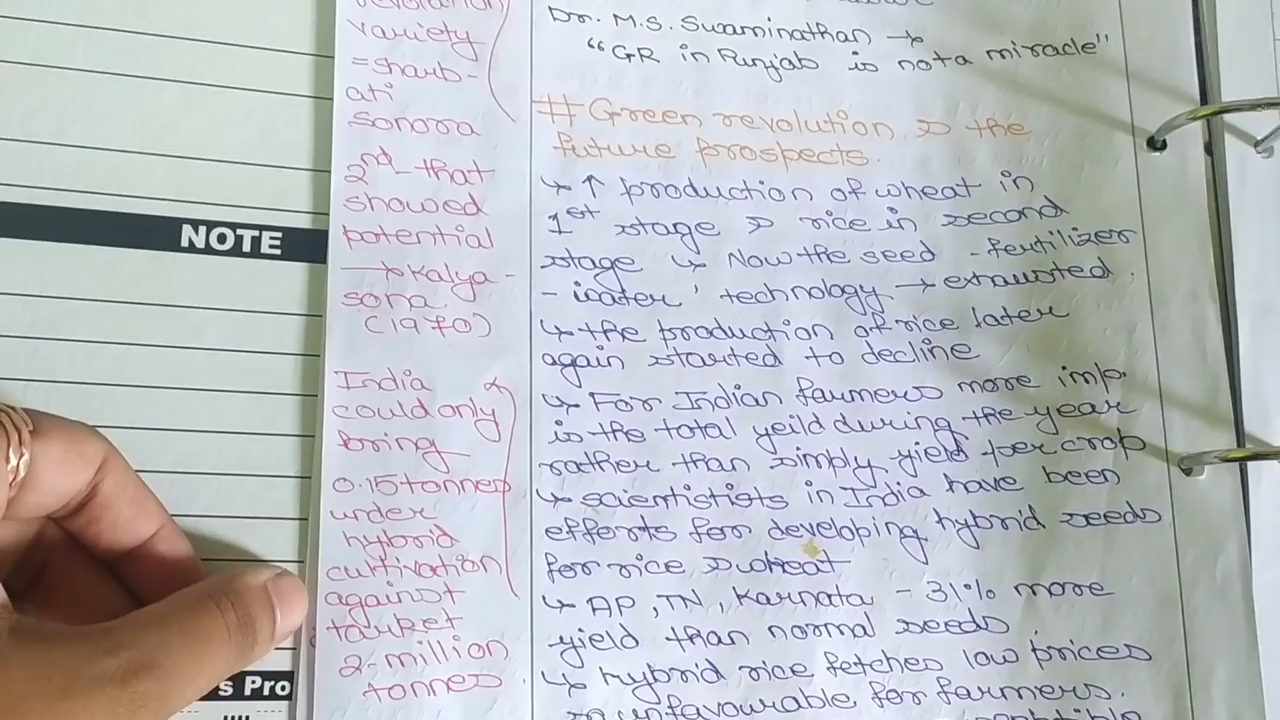 variety
= sharb-
ati
Sonora
2nd that
showed
potential
→ Kalya-
sona
(1970)
India
could only
bring
0.15 tonnes
under
hybrid
cultivation
against
target
2-million
tonnes.
NOTE
s Pro
Dr. M.S. Swaminathan →
"GR in Punjab is not a miracle"
# Green revolution & the
future prospects.
↳ ↑ production of wheat in
1st stage & rice in second
stage ↳ Now the seed - fertilizer
- water' technology → exhausted.
↳ the production of rice later
again started to decline
↳ For Indian farmers more imp.
is the total yeild during the year
rather than simply yield per crop
↳ scientistists in India have been
efforts for developing hybrid seeds
for rice & wheat
↳ AP, TN, Karnata - 31% more
yield than normal seeds
↳ hybrid rice fetches low prices
so unfavourable for farmers.